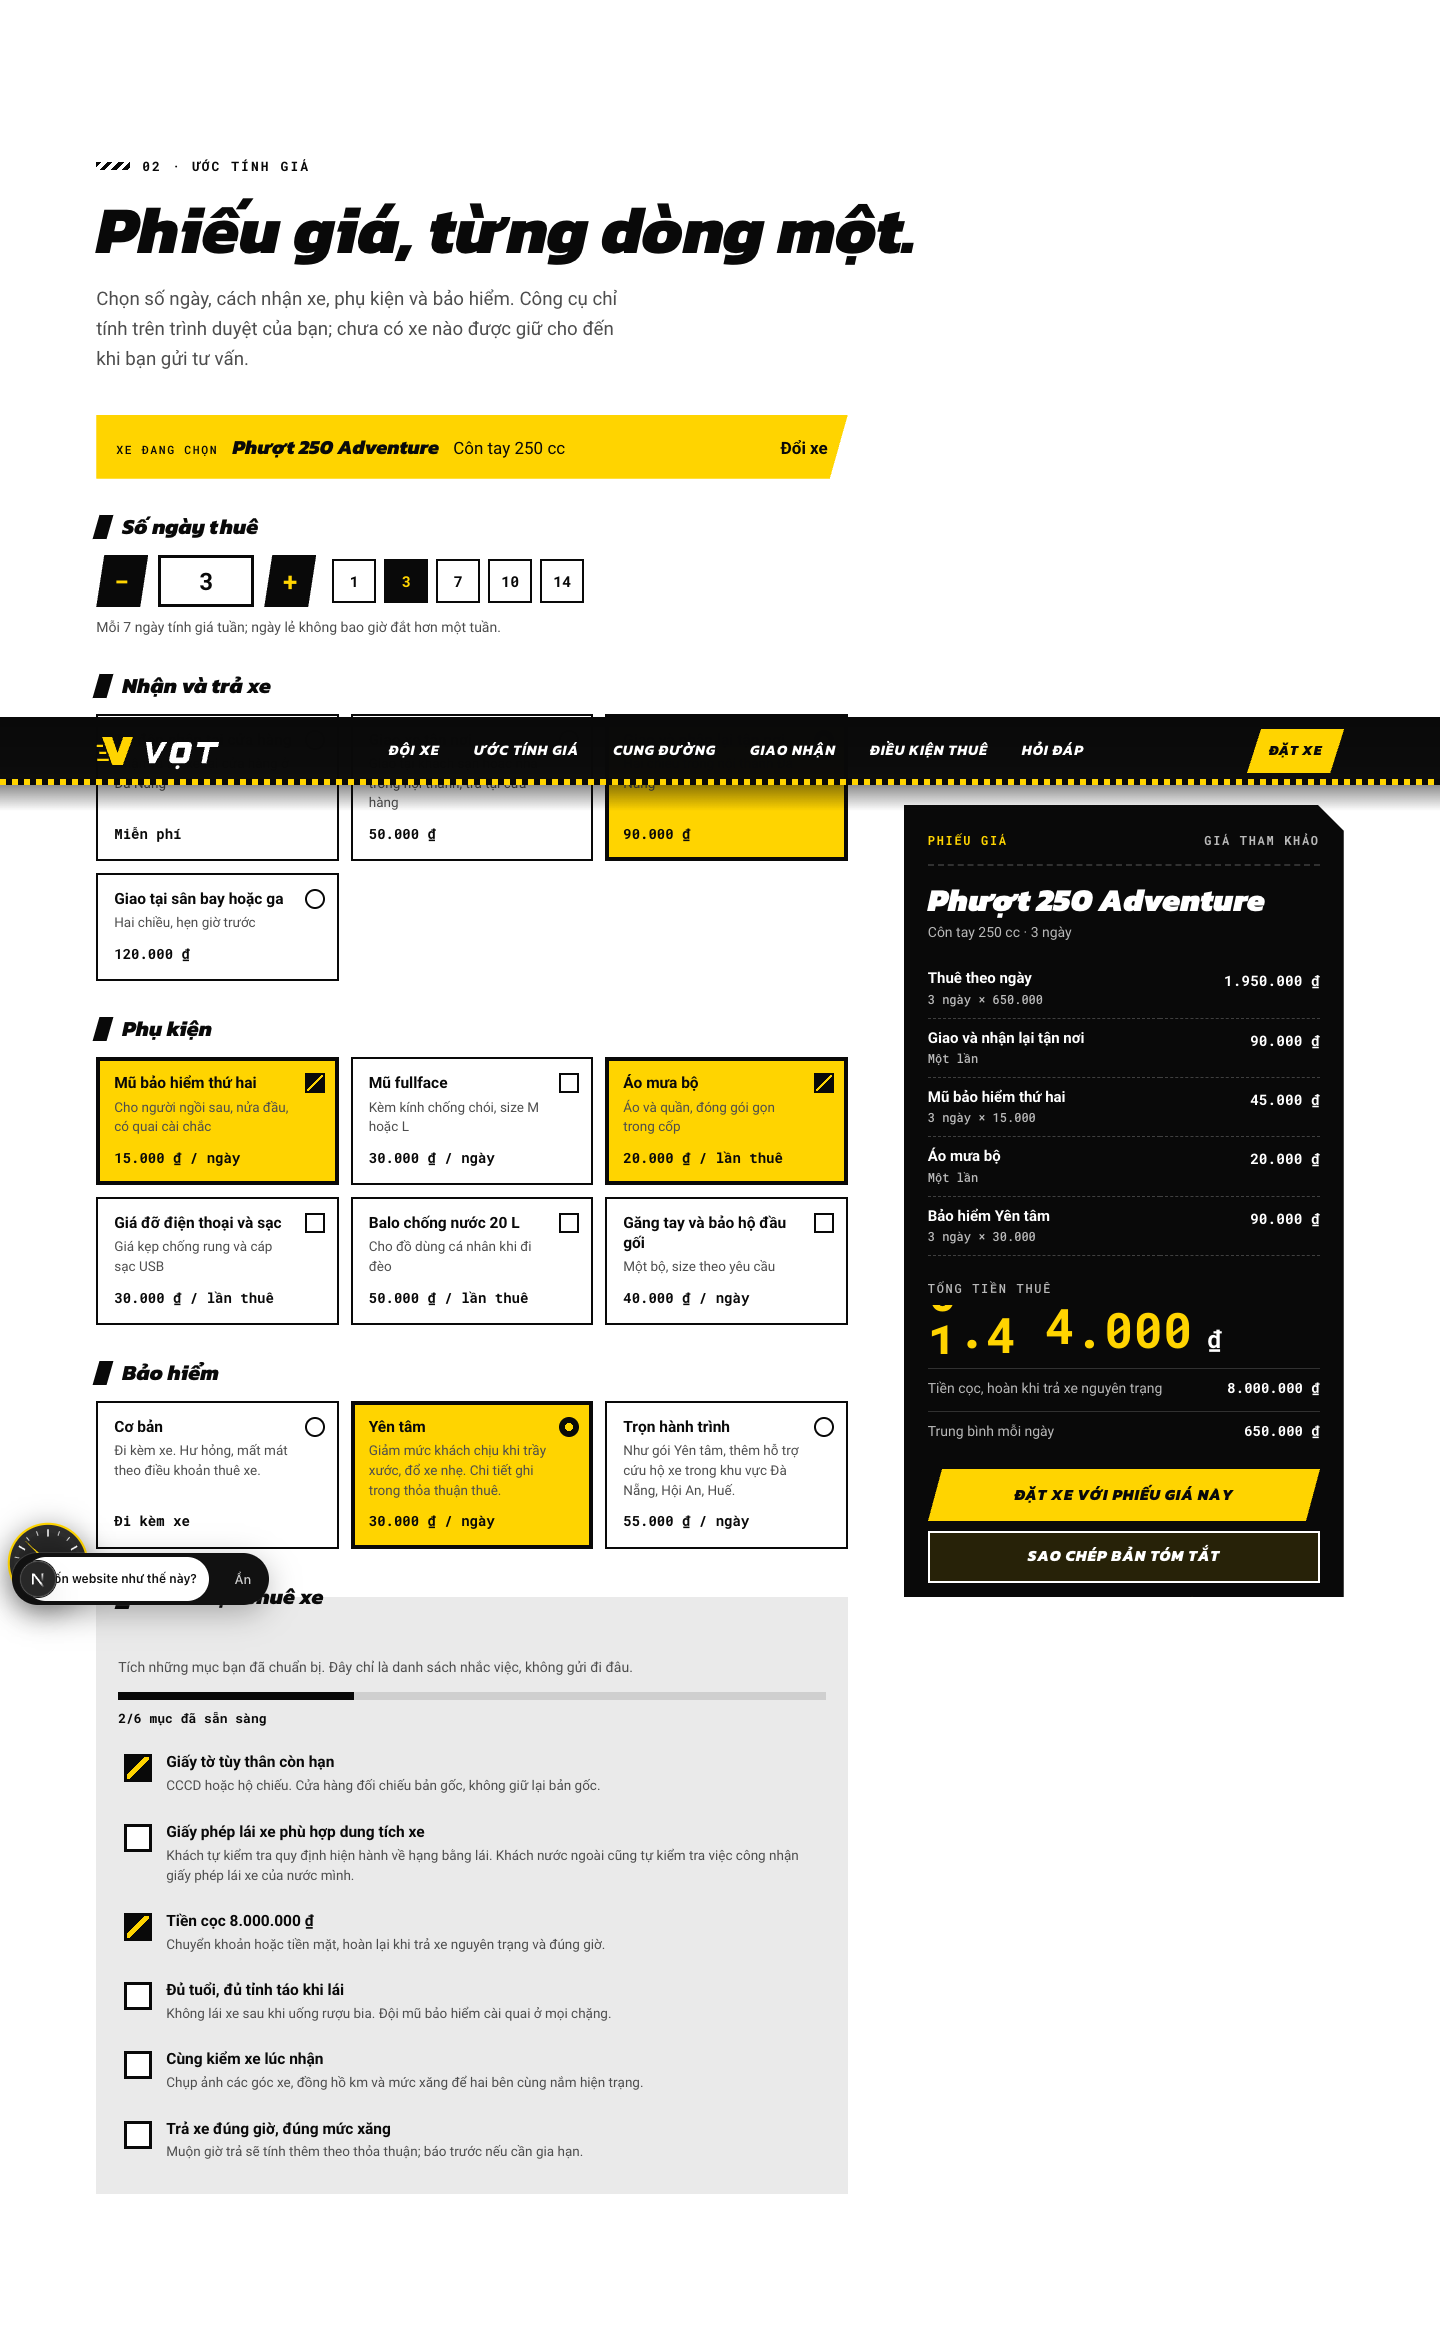 02 · ƯỚC TÍNH GIÁ
Phiếu giá, từng dòng một.
Chọn số ngày, cách nhận xe, phụ kiện và bảo hiểm. Công cụ chỉ
tính trên trình duyệt của bạn; chưa có xe nào được giữ cho đến
khi bạn gửi tư vấn.
XE ĐANG CHỌN Phượt 250 Adventure Côn tay 250 cc Đổi xe
Số ngày thuê
− 3 + 1 3 7 10 14
Mỗi 7 ngày tính giá tuần; ngày lẻ không bao giờ đắt hơn một tuần.
Nhận và trả xe
VỌT ĐỘI XE ƯỚC TÍNH GIÁ CUNG ĐƯỜNG GIAO NHẬN ĐIỀU KIỆN THUÊ HỎI ĐÁP ĐẶT XE
hàng
Miễn phí 50.000 ₫ 90.000 ₫
Giao tại sân bay hoặc ga
Hai chiều, hẹn giờ trước
120.000 ₫
Phụ kiện
Mũ bảo hiểm thứ hai
Cho người ngồi sau, nửa đầu,
có quai cài chắc
15.000 ₫ / ngày
Mũ fullface
Kèm kính chống chói, size M
hoặc L
30.000 ₫ / ngày
Áo mưa bộ
Áo và quần, đóng gói gọn
trong cốp
20.000 ₫ / lần thuê
Giá đỡ điện thoại và sạc
Giá kẹp chống rung và cáp
sạc USB
30.000 ₫ / lần thuê
Balo chống nước 20 L
Cho đồ dùng cá nhân khi đi
đèo
50.000 ₫ / lần thuê
Găng tay và bảo hộ đầu
gối
Một bộ, size theo yêu cầu
40.000 ₫ / ngày
Bảo hiểm
Cơ bản
Đi kèm xe. Hư hỏng, mất mát
theo điều khoản thuê xe.
Đi kèm xe
Yên tâm
Giảm mức khách chịu khi trầy
xước, đổ xe nhẹ. Chi tiết ghi
trong thỏa thuận thuê.
30.000 ₫ / ngày
Trọn hành trình
Như gói Yên tâm, thêm hỗ trợ
cứu hộ xe trong khu vực Đà
Nẵng, Hội An, Huế.
55.000 ₫ / ngày
N website như thế này? Ẩn
thuê xe
Tích những mục bạn đã chuẩn bị. Đây chỉ là danh sách nhắc việc, không gửi đi đâu.
2/6 mục đã sẵn sàng
Giấy tờ tùy thân còn hạn
CCCD hoặc hộ chiếu. Cửa hàng đối chiếu bản gốc, không giữ lại bản gốc.
Giấy phép lái xe phù hợp dung tích xe
Khách tự kiểm tra quy định hiện hành về hạng bằng lái. Khách nước ngoài cũng tự kiểm tra việc công nhận
giấy phép lái xe của nước mình.
Tiền cọc 8.000.000 ₫
Chuyển khoản hoặc tiền mặt, hoàn lại khi trả xe nguyên trạng và đúng giờ.
Đủ tuổi, đủ tỉnh táo khi lái
Không lái xe sau khi uống rượu bia. Đội mũ bảo hiểm cài quai ở mọi chặng.
Cùng kiểm xe lúc nhận
Chụp ảnh các góc xe, đồng hồ km và mức xăng để hai bên cùng nắm hiện trạng.
Trả xe đúng giờ, đúng mức xăng
Muộn giờ trả sẽ tính thêm theo thỏa thuận; báo trước nếu cần gia hạn.
PHIẾU GIÁ GIÁ THAM KHẢO
Phượt 250 Adventure
Côn tay 250 cc · 3 ngày
Thuê theo ngày 1.950.000 ₫
3 ngày × 650.000
Giao và nhận lại tận nơi 90.000 ₫
Một lần
Mũ bảo hiểm thứ hai 45.000 ₫
3 ngày × 15.000
Áo mưa bộ 20.000 ₫
Một lần
Bảo hiểm Yên tâm 90.000 ₫
3 ngày × 30.000
TỔNG TIỀN THUÊ
1.4 4.000 ₫
Tiền cọc, hoàn khi trả xe nguyên trạng 8.000.000 ₫
Trung bình mỗi ngày 650.000 ₫
ĐẶT XE VỚI PHIẾU GIÁ NÀY
SAO CHÉP BẢN TÓM TẮT